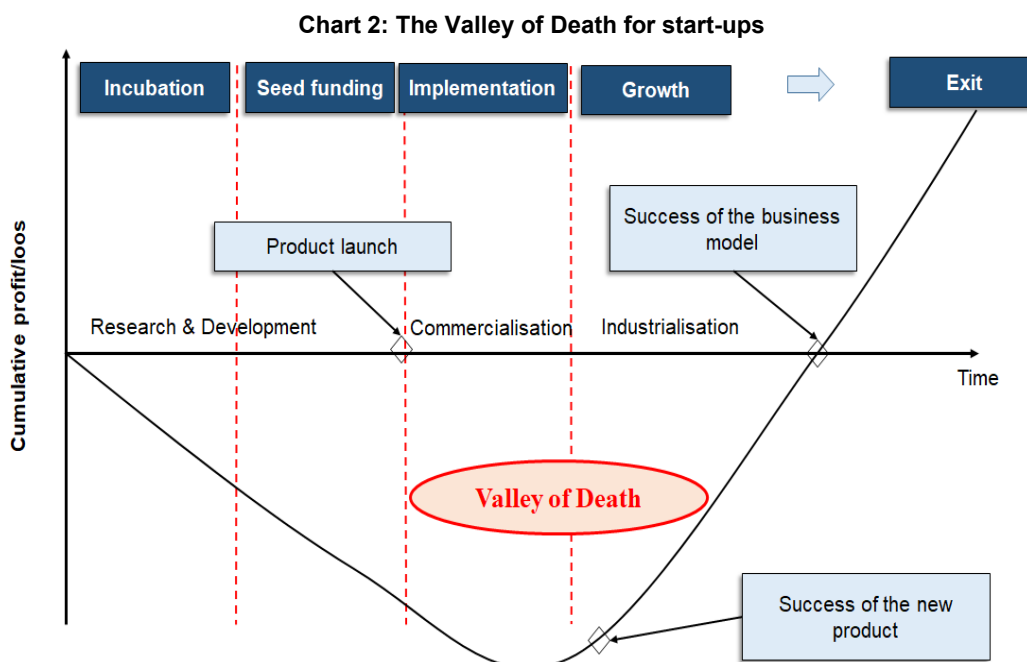 Chart 2: The Valley of Death for start-ups
Incubation
Seed funding
Implementation
Growth
Exit
Success of the business
model
Product launch
Research & Development
Commercialisation
Industrialisation
Time
Cumulative profit/loos
Valley of Death
Success of the new
product